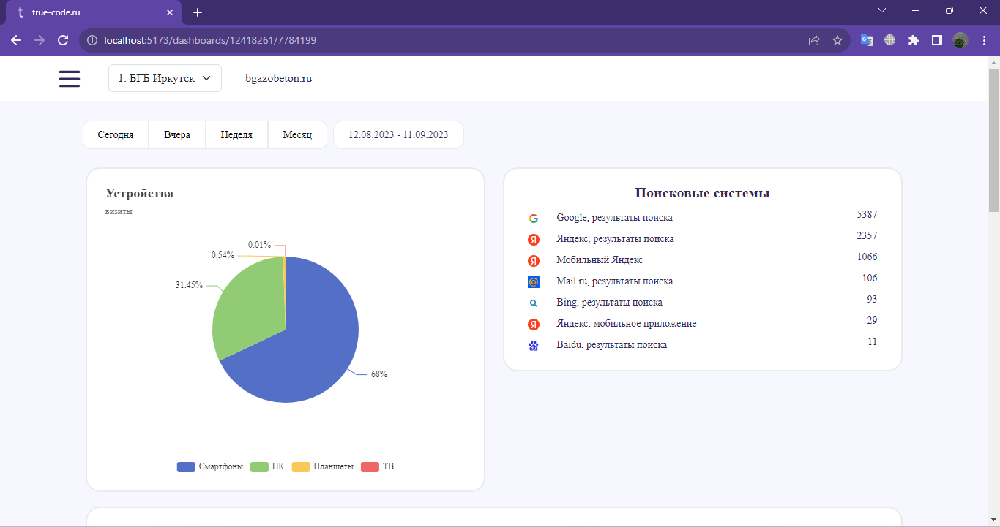 true-code.ru
localhost:5173/dashboards/12418261/7784199
1. БГБ Иркутск
bgazobeton.ru
Сегодня
Вчера
Неделя
Месяц
12.08.2023 - 11.09.2023
Устройства
визиты
0.01%
0.54%
31.45%
68%
Смартфоны
ПК
Планшеты
ТВ
Поисковые системы
Google, результаты поиска 5387
Яндекс, результаты поиска 2357
Мобильный Яндекс 1066
Mail.ru, результаты поиска 106
Bing, результаты поиска 93
Яндекс: мобильное приложение 29
Baidu, результаты поиска 11